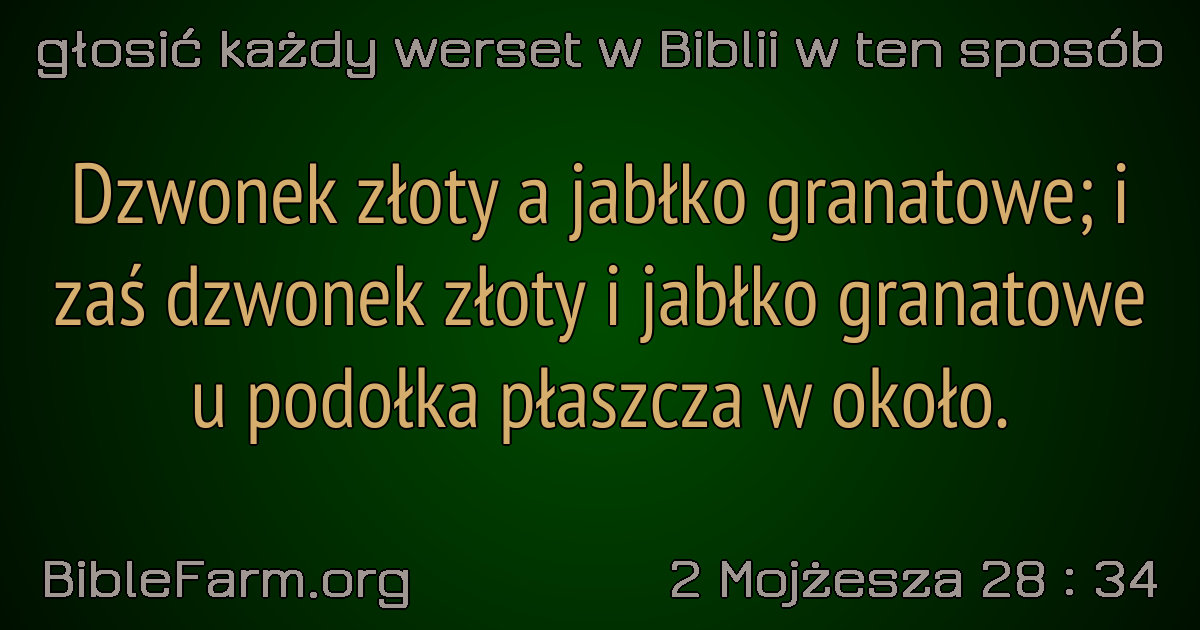 głosić każdy werset w Biblii w ten sposób
Dzwonek złoty a jabłko granatowe; i
zaś dzwonek złoty i jabłko granatowe
u podołka płaszcza w około.
BibleFarm.org
2 Mojżesza 28 : 34